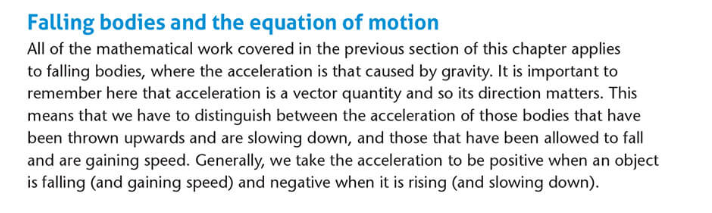 Falling bodies and the equation of motion
All of the mathematical work covered in the previous section of this chapter applies
to falling bodies, where the acceleration is that caused by gravity. It is important to
remember here that acceleration is a vector quantity and so its direction matters. This
means that we have to distinguish between the acceleration of those bodies that have
been thrown upwards and are slowing down, and those that have been allowed to fall
and are gaining speed. Generally, we take the acceleration to be positive when an object
is falling (and gaining speed) and negative when it is rising (and slowing down).